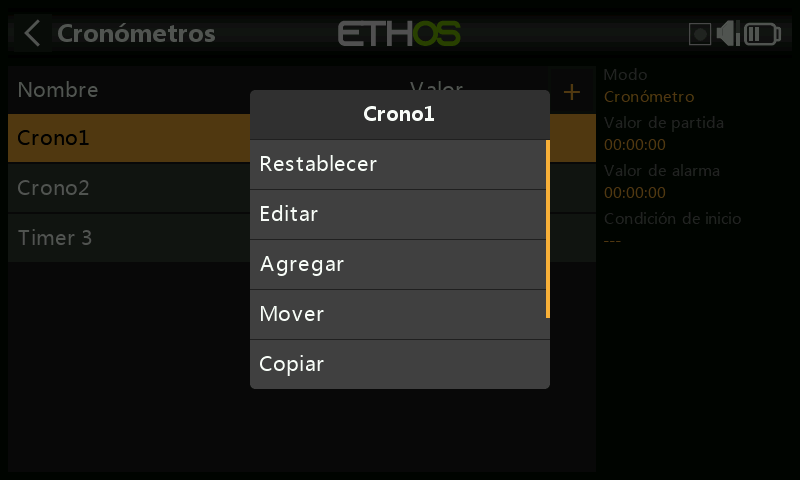 Cronómetros
ETHOS
Nombre Valor +
Crono1
Crono2
Timer 3
Crono1
Restablecer
Editar
Agregar
Mover
Copiar
Modo
Cronómetro
Valor de partida
00:00:00
Valor de alarma
00:00:00
Condición de inicio
---